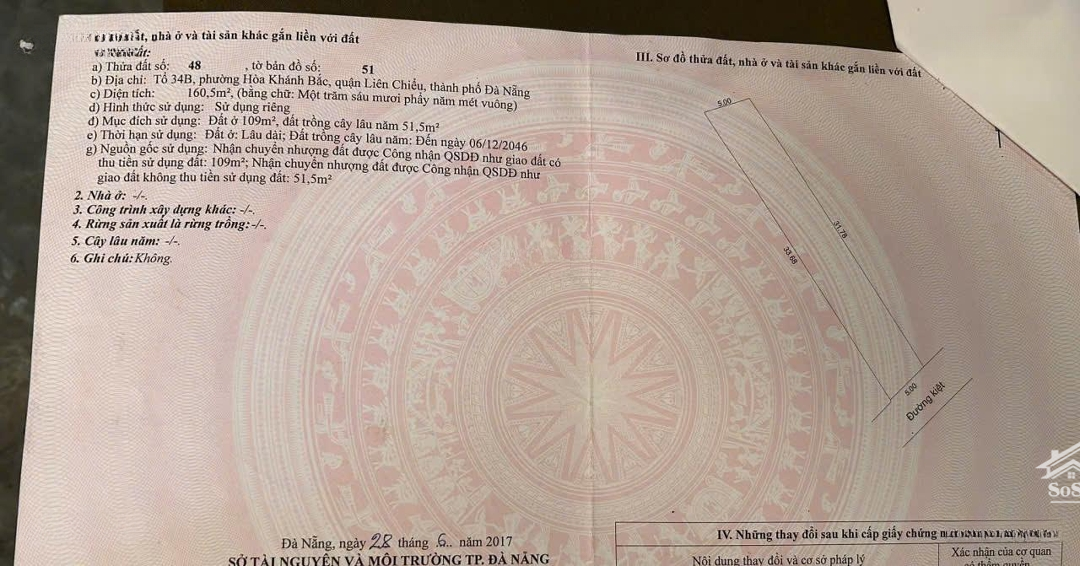 nhà ở và tài sản khác gắn liền với đất
a) Thửa đất số: 48 , tờ bản đồ số: 51
b) Địa chỉ: Tổ 34B, phường Hòa Khánh Bắc, quận Liên Chiểu, thành phố Đà Nẵng
c) Diện tích: 160,5m², (bằng chữ: Một trăm sáu mươi phẩy năm mét vuông)
d) Hình thức sử dụng: Sử dụng riêng
đ) Mục đích sử dụng: Đất ở 109m², đất trồng cây lâu năm 51,5m²
e) Thời hạn sử dụng: Đất ở: Lâu dài; Đất trồng cây lâu năm: Đến ngày 06/12/2046
g) Nguồn gốc sử dụng: Nhận chuyển nhượng đất được Công nhận QSDĐ như giao đất có
thu tiền sử dụng đất: 109m²; Nhận chuyển nhượng đất được Công nhận QSDĐ như
giao đất không thu tiền sử dụng đất: 51,5m²
2. Nhà ở: -/-.
3. Công trình xây dựng khác: -/-.
4. Rừng sản xuất là rừng trồng: -/-.
5. Cây lâu năm: -/-.
6. Ghi chú: Không.
Đà Nẵng, ngày 28 tháng 6 năm 2017
SỞ TÀI NGUYÊN VÀ MÔI TRƯỜNG TP. ĐÀ NẴNG
III. Sơ đồ thửa đất, nhà ở và tài sản khác gắn liền với đất
5.00
31.78
33.68
5.00
Đường kiệt
SoS
IV. Những thay đổi sau khi cấp giấy chứng
Nội dung thay đổi và cơ sở pháp lý
Xác nhận của cơ quan
có thẩm quyền